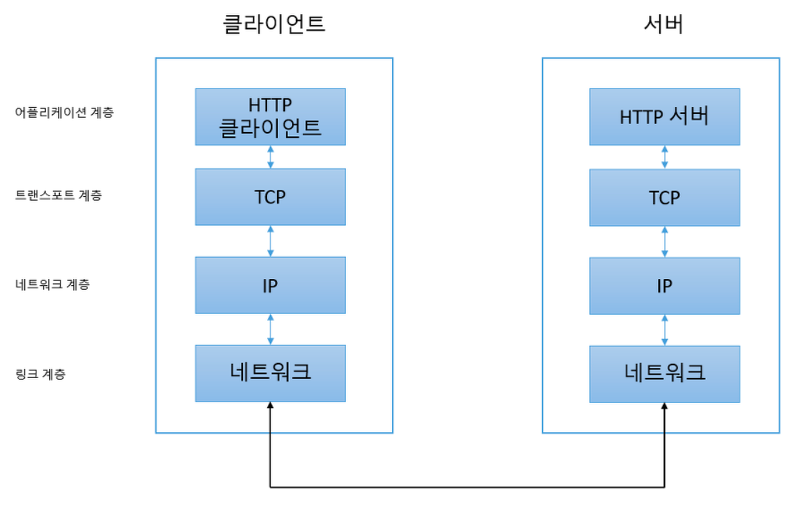 클라이언트
서버
어플리케이션 계층
HTTP
클라이언트
HTTP 서버
트랜스포트 계층
TCP
TCP
네트워크 계층
IP
IP
링크 계층
네트워크
네트워크